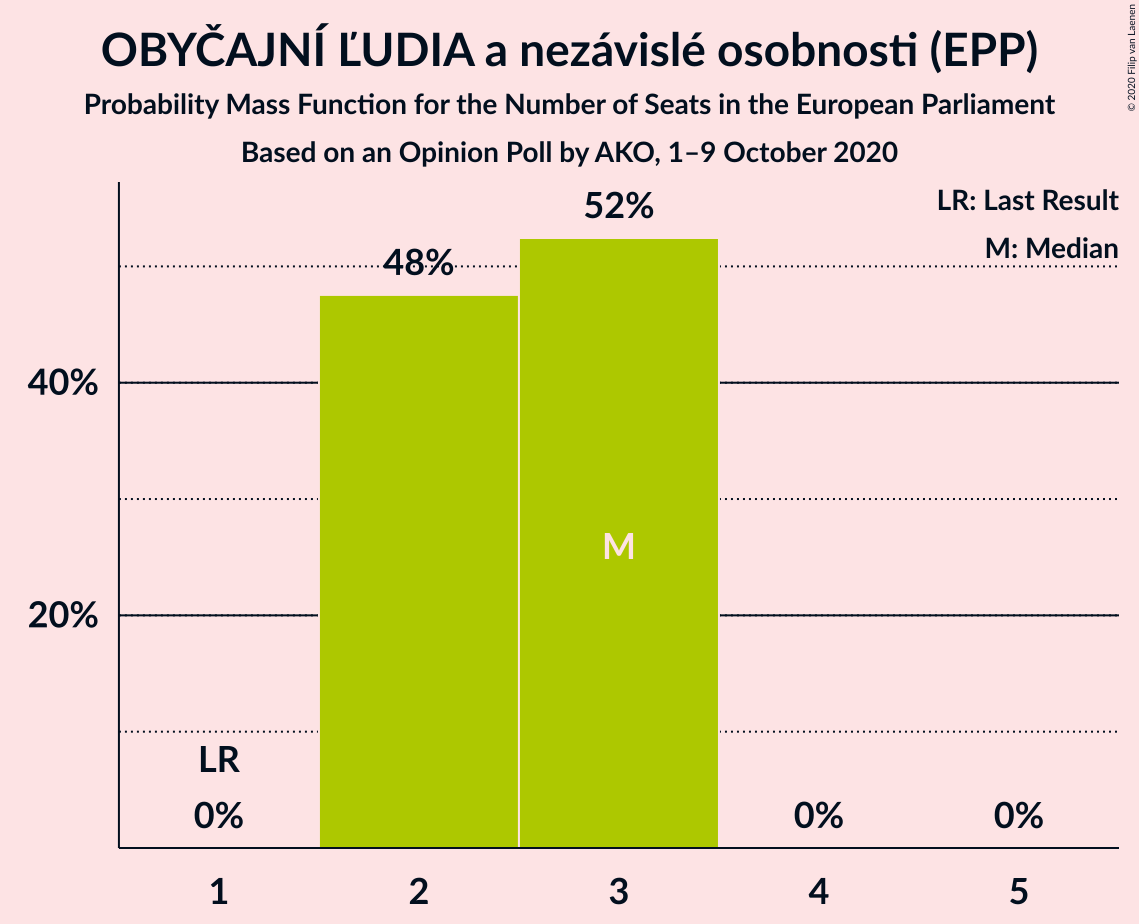 OBYČAJNÍ ĽUDIA a nezávislé osobnosti (EPP)
Probability Mass Function for the Number of Seats in the European Parliament
Based on an Opinion Poll by AKO, 1–9 October 2020
© 2020 Filip van Laenen
LR: Last Result
M: Median
52%
48%
40%
M
20%
LR
0%
0%
0%
1
2
3
4
5